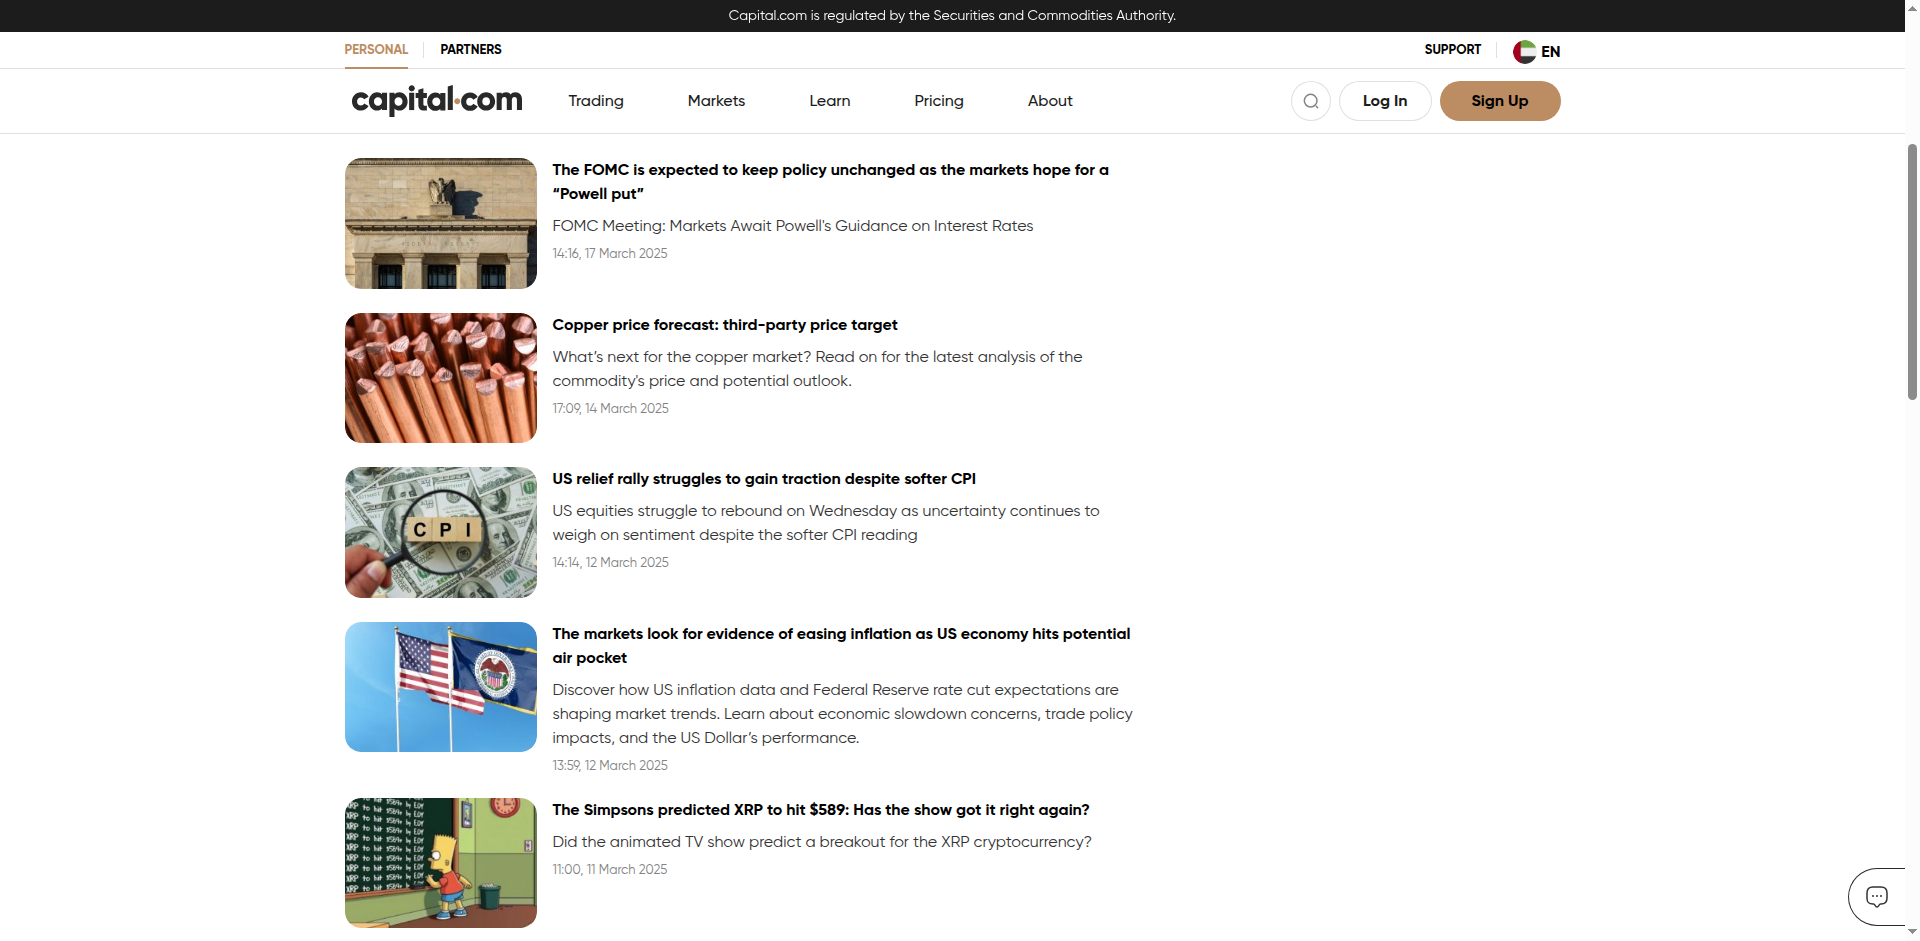 Capital.com is regulated by the Securities and Commodities Authority.
PERSONAL
PARTNERS
SUPPORT
EN
capital.com
Trading
Markets
Learn
Pricing
About
Log In
Sign Up
The FOMC is expected to keep policy unchanged as the markets hope for a
“Powell put”
FOMC Meeting: Markets Await Powell's Guidance on Interest Rates
14:16, 17 March 2025
Copper price forecast: third-party price target
What’s next for the copper market? Read on for the latest analysis of the
commodity's price and potential outlook.
17:09, 14 March 2025
CPI
US relief rally struggles to gain traction despite softer CPI
US equities struggle to rebound on Wednesday as uncertainty continues to
weigh on sentiment despite the softer CPI reading
14:14, 12 March 2025
The markets look for evidence of easing inflation as US economy hits potential
air pocket
Discover how US inflation data and Federal Reserve rate cut expectations are
shaping market trends. Learn about economic slowdown concerns, trade policy
impacts, and the US Dollar’s performance.
13:59, 12 March 2025
The Simpsons predicted XRP to hit $589: Has the show got it right again?
Did the animated TV show predict a breakout for the XRP cryptocurrency?
11:00, 11 March 2025